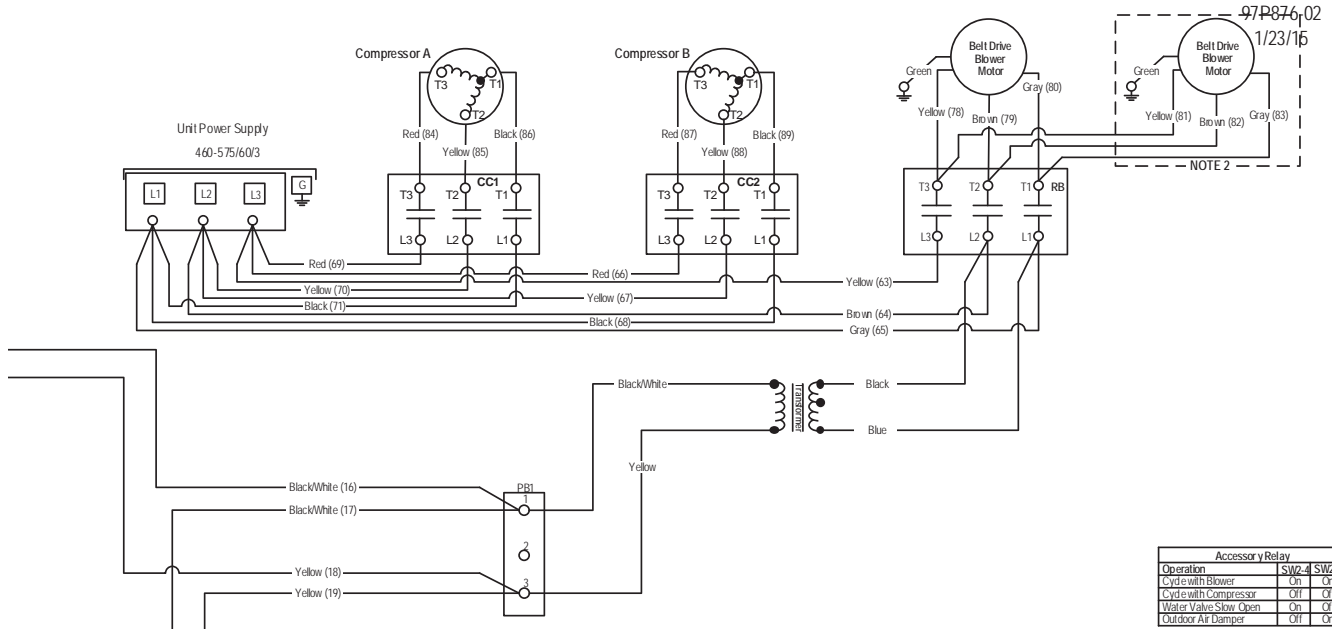 97P876-02
1/23/15
Compressor A
T3
T1
T2
Compressor B
T3
T1
T2
Belt Drive
Blower
Motor
Belt Drive
Blower
Motor
Green
Green
Gray (80)
Yellow (78)
Brown (79)
Yellow (81)
Brown (82)
Gray (83)
NOTE 2
Unit Power Supply
460-575/60/3
L1
L2
L3
G
Red (84)
Black (86)
Yellow (85)
Red (87)
Black (89)
Yellow (88)
CC1
T3
T2
T1
L3
L2
L1
CC2
T3
T2
T1
L3
L2
L1
T3
T2
T1
RB
L3
L2
L1
Red (69)
Red (66)
Yellow (63)
Yellow (70)
Yellow (67)
Black (71)
Brown (64)
Black (68)
Gray (65)
Black/White
Transformer
Black
Blue
Yellow
Black/White (16)
Black/White (17)
PB1
1
2
3
Yellow (18)
Yellow (19)
Accessory Relay
Operation SW2-4
Cycle with Blower On
Cycle with Compressor Off
Water Valve Slow Open On
Outdoor Air Damper Off